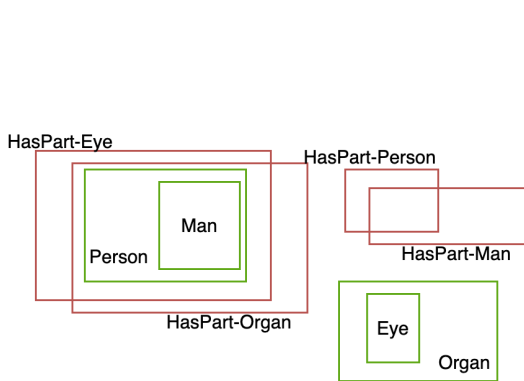 HasPart-Eye
HasPart-Person
Man
Person
HasPart-Man
HasPart-Organ
Eye
Organ